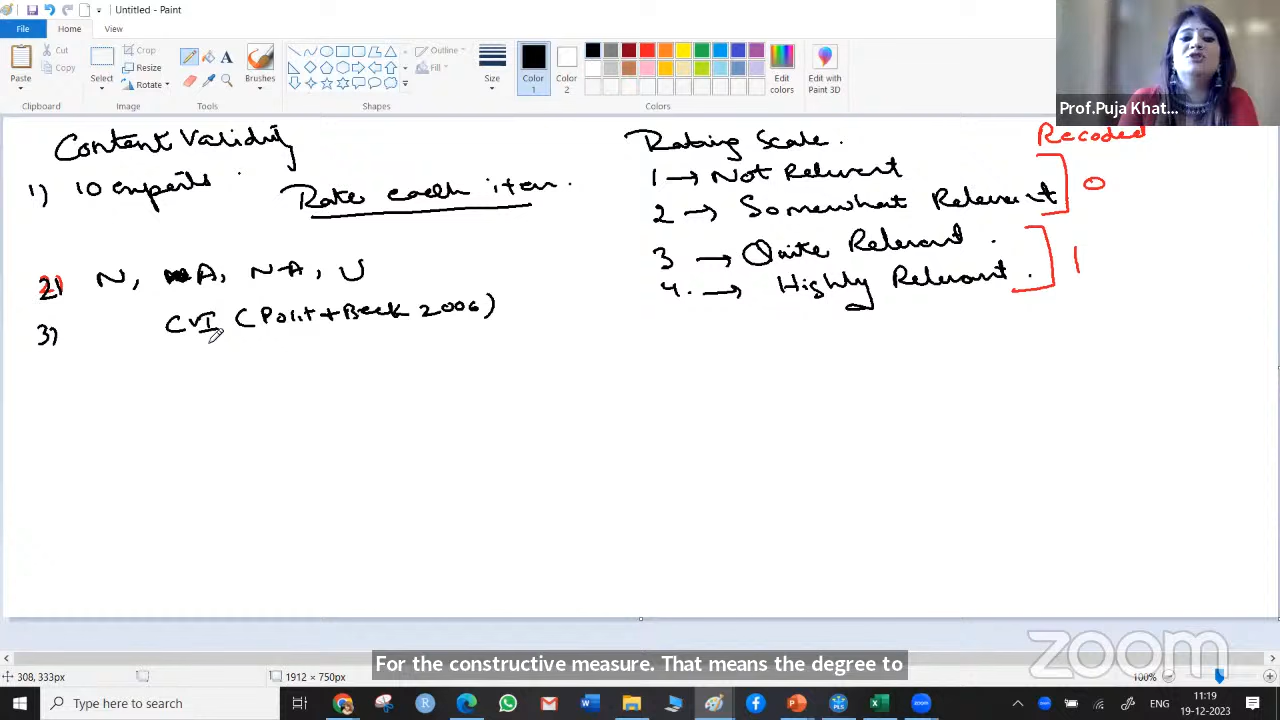 Untitled - Paint
File Home View
Paste Cut Copy Clipboard
Select Crop Resize Rotate Image
Tools
Brushes
Outline Fill Shapes
Size
Color 1 Color 2 Edit colors Colors
Edit with Paint 3D
Prof.Puja Khat...
Content Validity
1) 10 experts.
Rate each item.
2) N, A, N-A, U
3) CVI (Polit + Beck 2006)
Rating Scale.
1 → Not Relevant
2 → Somewhat Relevant
3 → Quite Relevant.
4. → Highly Relevant.
Recoded
0
1
zoom
For the constructive measure. That means the degree to
308, 333px
1912 × 750px
100%
Type here to search
ENG
11:19
19-12-2023